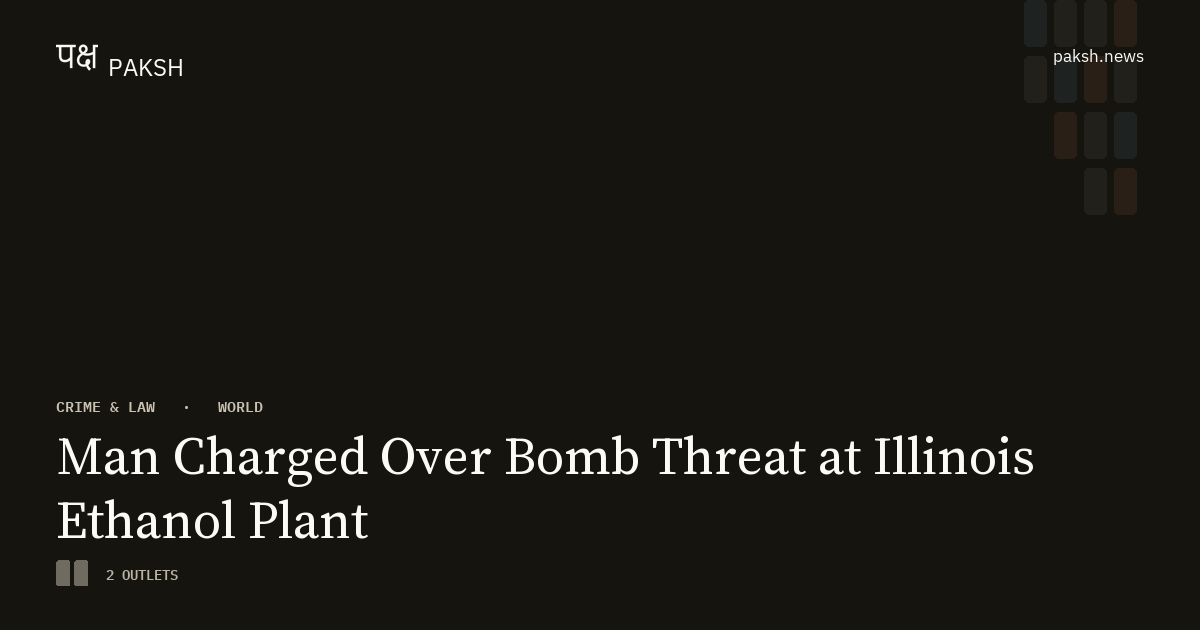 पक्ष PAKSH
paksh.news
CRIME & LAW · WORLD
Man Charged Over Bomb Threat at Illinois
Ethanol Plant
2 OUTLETS